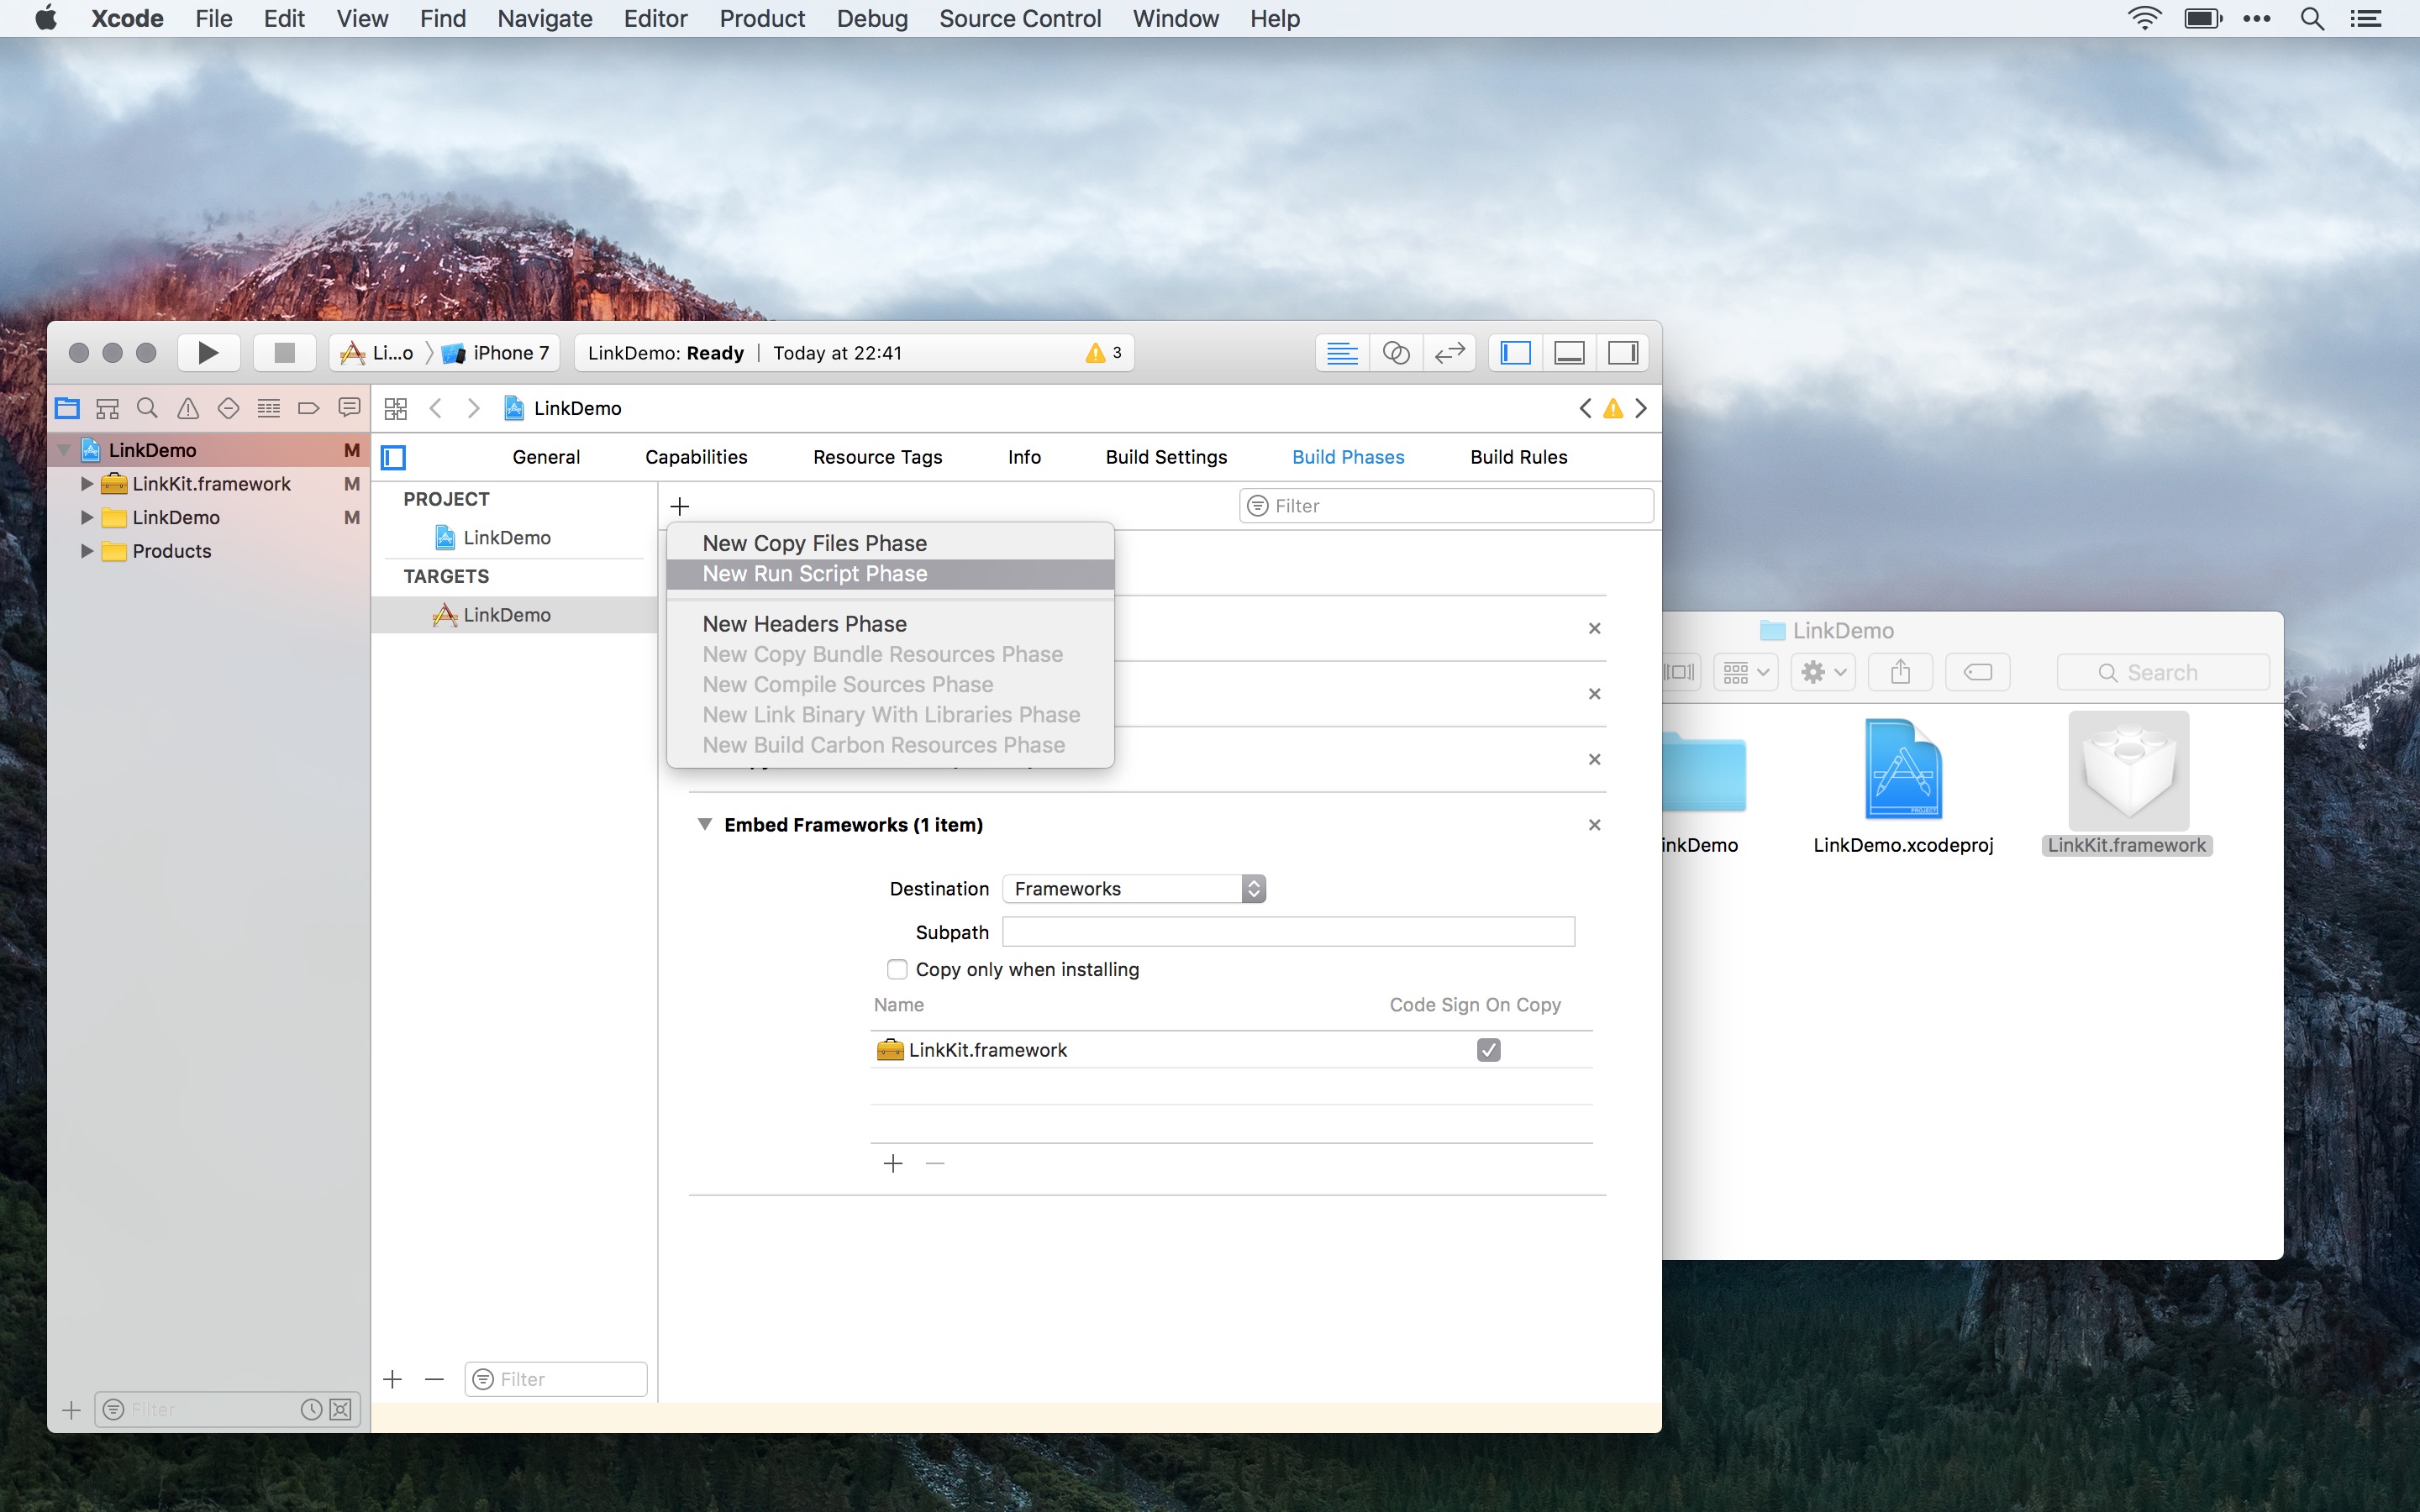 Xcode File Edit View Find Navigate Editor Product Debug Source Control Window Help
Li...o iPhone 7 LinkDemo: Ready | Today at 22:41 3
LinkDemo
LinkDemo M
LinkKit.framework M
LinkDemo M
Products
General Capabilities Resource Tags Info Build Settings Build Phases Build Rules
PROJECT
LinkDemo
TARGETS
LinkDemo
Filter
New Copy Files Phase
New Run Script Phase
New Headers Phase
New Copy Bundle Resources Phase
New Compile Sources Phase
New Link Binary With Libraries Phase
New Build Carbon Resources Phase
Embed Frameworks (1 item)
Destination Frameworks
Subpath
Copy only when installing
Name Code Sign On Copy
LinkKit.framework
Filter
Filter
LinkDemo
Search
inkDemo LinkDemo.xcodeproj LinkKit.framework